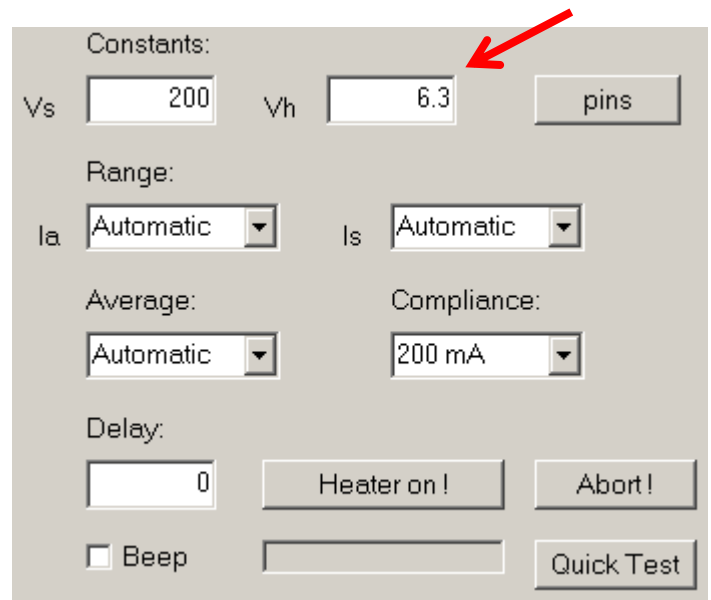 Constants:
Vs 200 Vh 6.3 pins
Range:
Ia Automatic Is Automatic
Average: Compliance:
Automatic 200 mA
Delay:
0 Heater on ! Abort !
Beep Quick Test